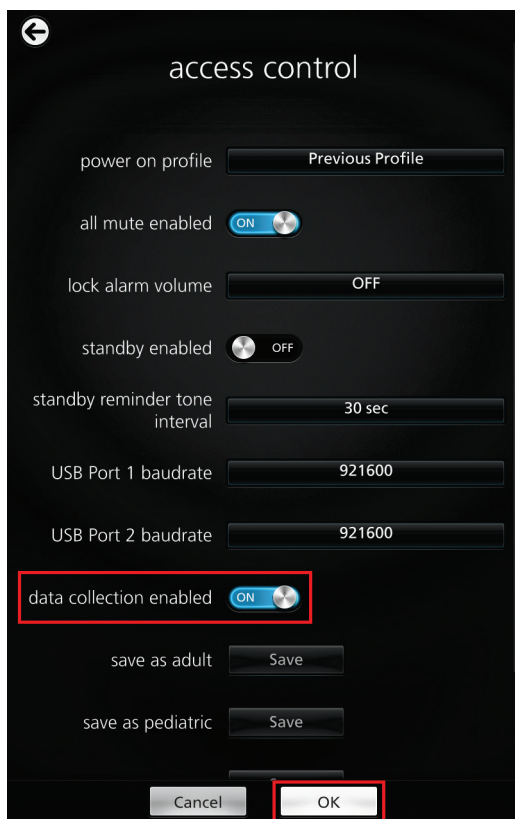 access control
power on profile Previous Profile
all mute enabled ON
lock alarm volume OFF
standby enabled OFF
standby reminder tone
interval 30 sec
USB Port 1 baudrate 921600
USB Port 2 baudrate 921600
data collection enabled ON
save as adult Save
save as pediatric Save
Cancel OK